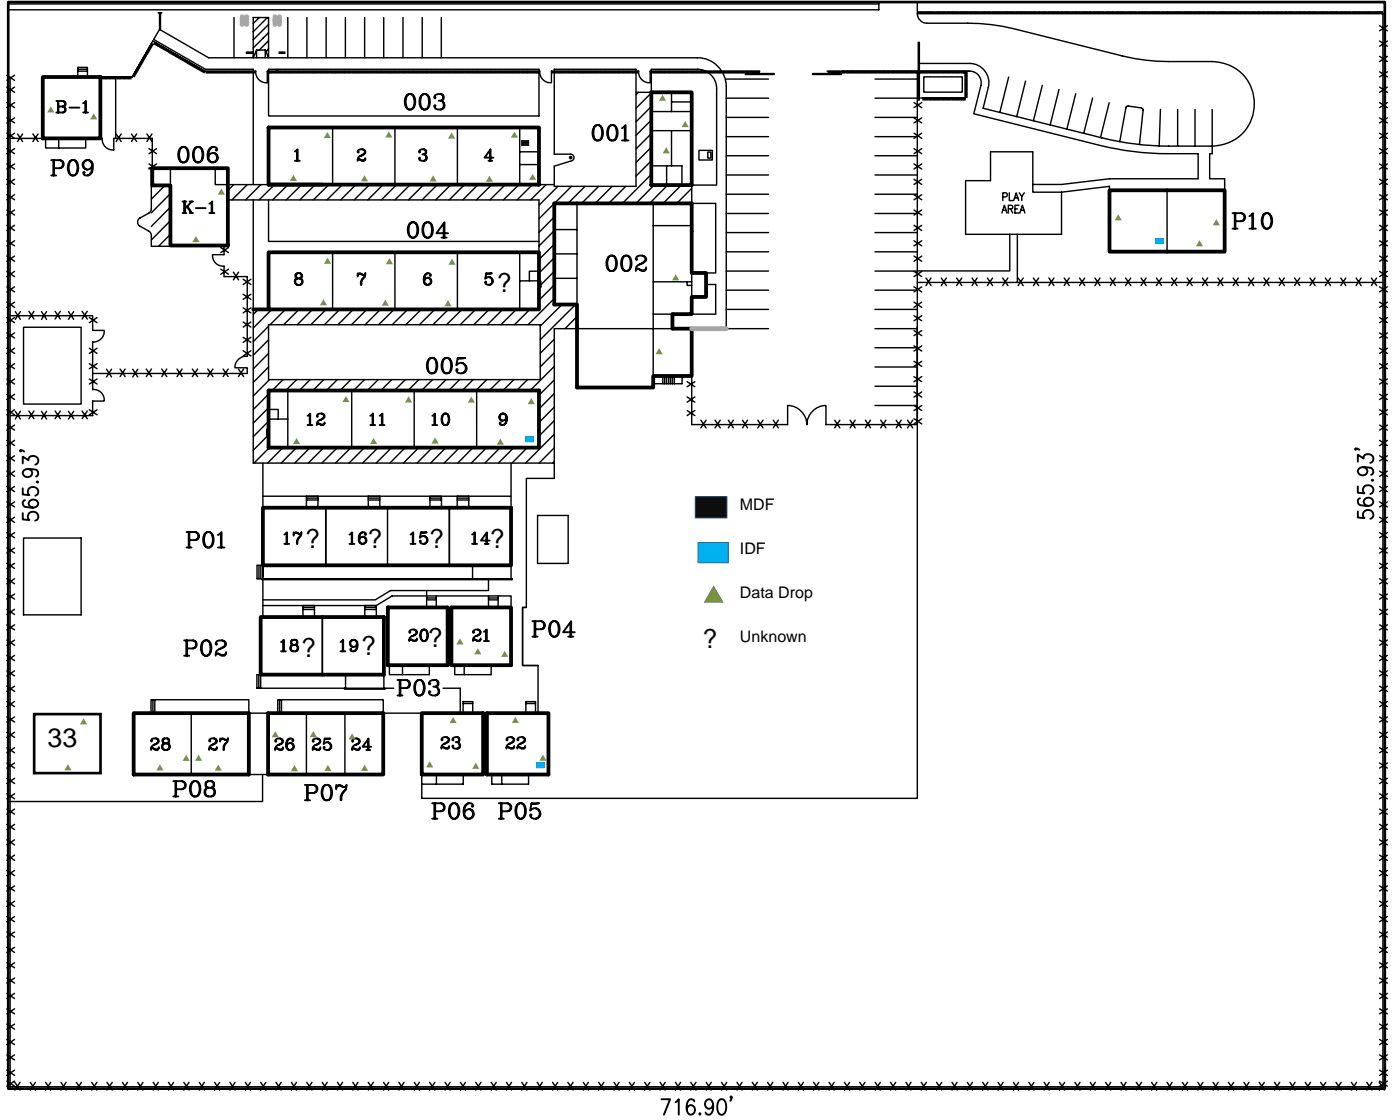 003
001
B-1
P09
006
1 2 3 4
K-1
PLAY
AREA
P10
004
002
8 7 6 5 ?
005
12 11 10 9
565.93'
565.93'
MDF
IDF
Data Drop
? Unknown
P01
17? 16? 15? 14?
P02
18? 19? 20? 21
P04
P03
33
28 27 26 25 24 23 22
P08
P07
P06 P05
716.90'